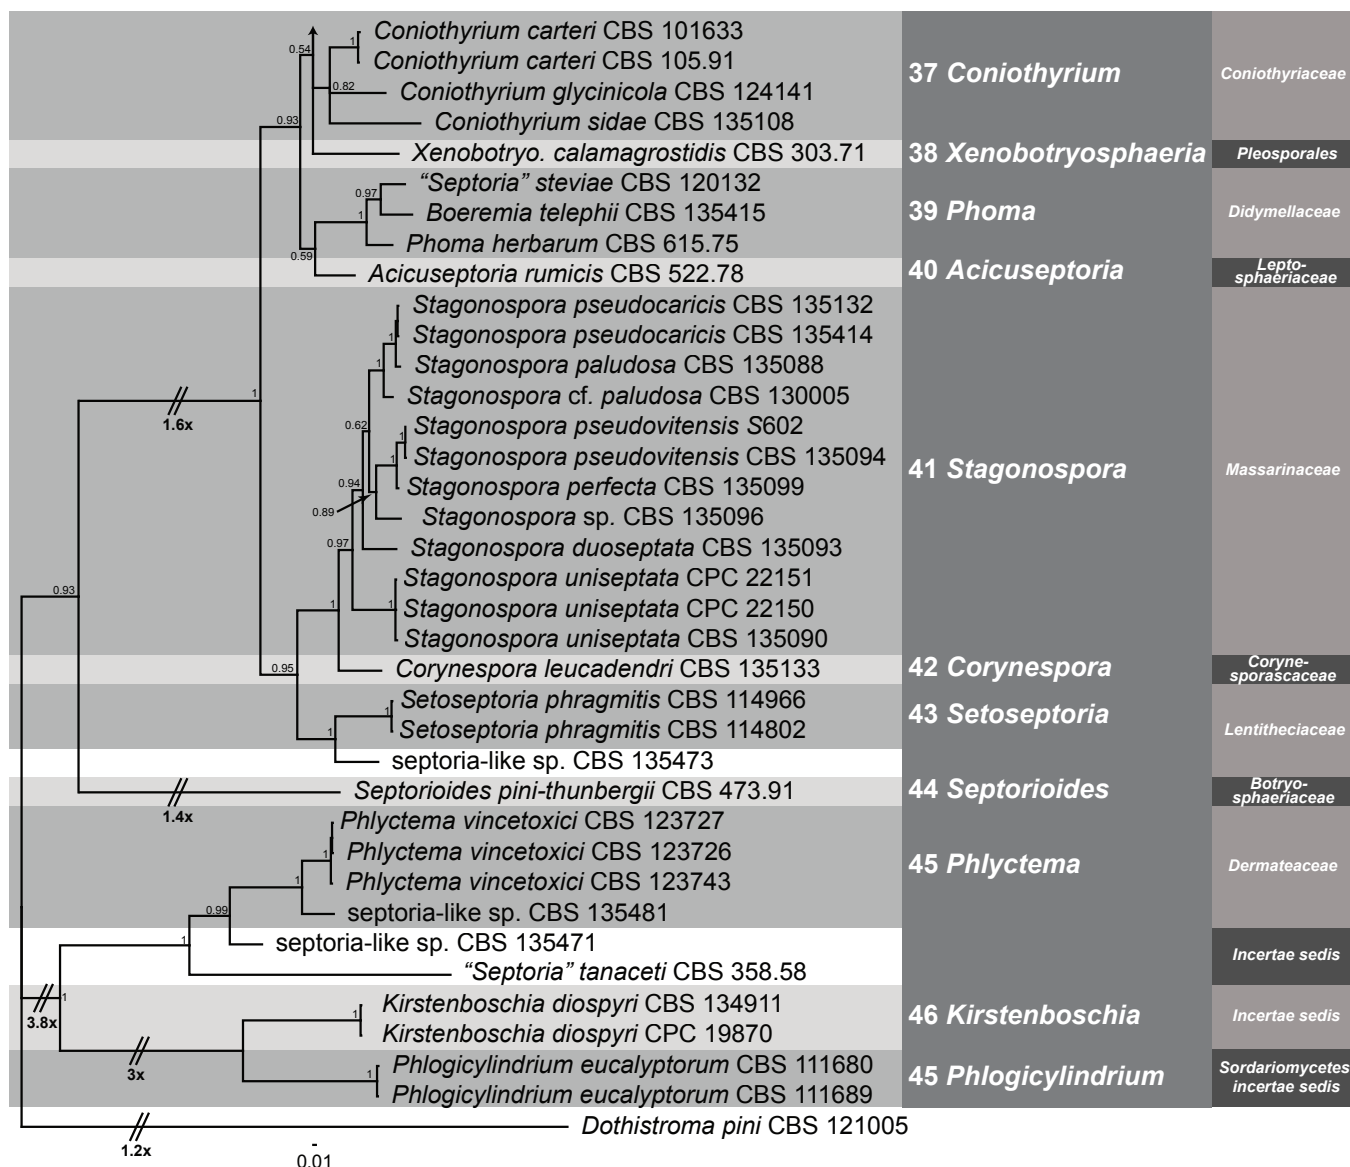 Coniothyrium carteri CBS 101633
Coniothyrium carteri CBS 105.91
Coniothyrium glycinicola CBS 124141
Coniothyrium sidae CBS 135108
Xenobotryo. calamagrostidis CBS 303.71
“Septoria” steviae CBS 120132
Boeremia telephii CBS 135415
Phoma herbarum CBS 615.75
Acicuseptoria rumicis CBS 522.78
Stagonospora pseudocaricis CBS 135132
Stagonospora pseudocaricis CBS 135414
Stagonospora paludosa CBS 135088
Stagonospora cf. paludosa CBS 130005
Stagonospora pseudovitensis S602
Stagonospora pseudovitensis CBS 135094
Stagonospora perfecta CBS 135099
Stagonospora sp. CBS 135096
Stagonospora duoseptata CBS 135093
Stagonospora uniseptata CPC 22151
Stagonospora uniseptata CPC 22150
Stagonospora uniseptata CBS 135090
Corynespora leucadendri CBS 135133
Setoseptoria phragmitis CBS 114966
Setoseptoria phragmitis CBS 114802
septoria-like sp. CBS 135473
Septorioides pini-thunbergii CBS 473.91
Phlyctema vincetoxici CBS 123727
Phlyctema vincetoxici CBS 123726
Phlyctema vincetoxici CBS 123743
septoria-like sp. CBS 135481
septoria-like sp. CBS 135471
“Septoria” tanaceti CBS 358.58
Kirstenboschia diospyri CBS 134911
Kirstenboschia diospyri CPC 19870
Phlogicylindrium eucalyptorum CBS 111680
Phlogicylindrium eucalyptorum CBS 111689
Dothistroma pini CBS 121005
37 Coniothyrium
38 Xenobotryosphaeria
39 Phoma
40 Acicuseptoria
41 Stagonospora
42 Corynespora
43 Setoseptoria
44 Septorioides
45 Phlyctema
46 Kirstenboschia
45 Phlogicylindrium
Coniothyriaceae
Pleosporales
Didymellaceae
Lepto-
sphaeriaceae
Massarinaceae
Coryne-
sporascaceae
Lentitheciaceae
Botryo-
sphaeriaceae
Dermateaceae
Incertae sedis
Incertae sedis
Sordariomycetes
incertae sedis
1
0.54
0.82
0.93
0.97
1
0.59
1
1
1
1.6x
0.62
1
1
0.94
0.89
0.97
1
1
0.93
0.95
1
1
1.4x
1
1
0.99
1
1
3.8x
1
3x
1
1.2x
0.01